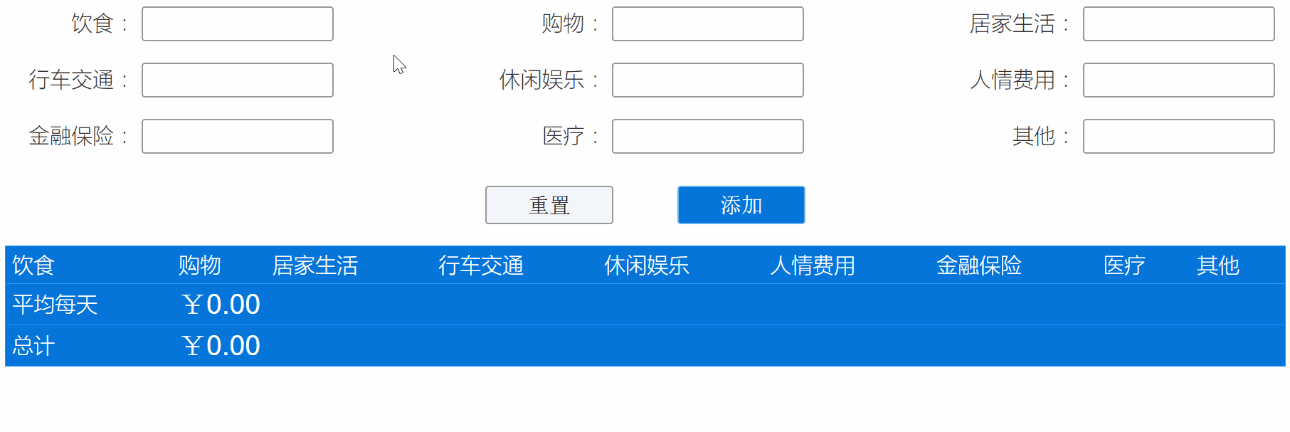 饮食： 购物： 居家生活：
行车交通： 休闲娱乐： 人情费用：
金融保险： 医疗： 其他：
重置 添加
饮食 购物 居家生活 行车交通 休闲娱乐 人情费用 金融保险 医疗 其他
平均每天 ￥0.00
总计 ￥0.00